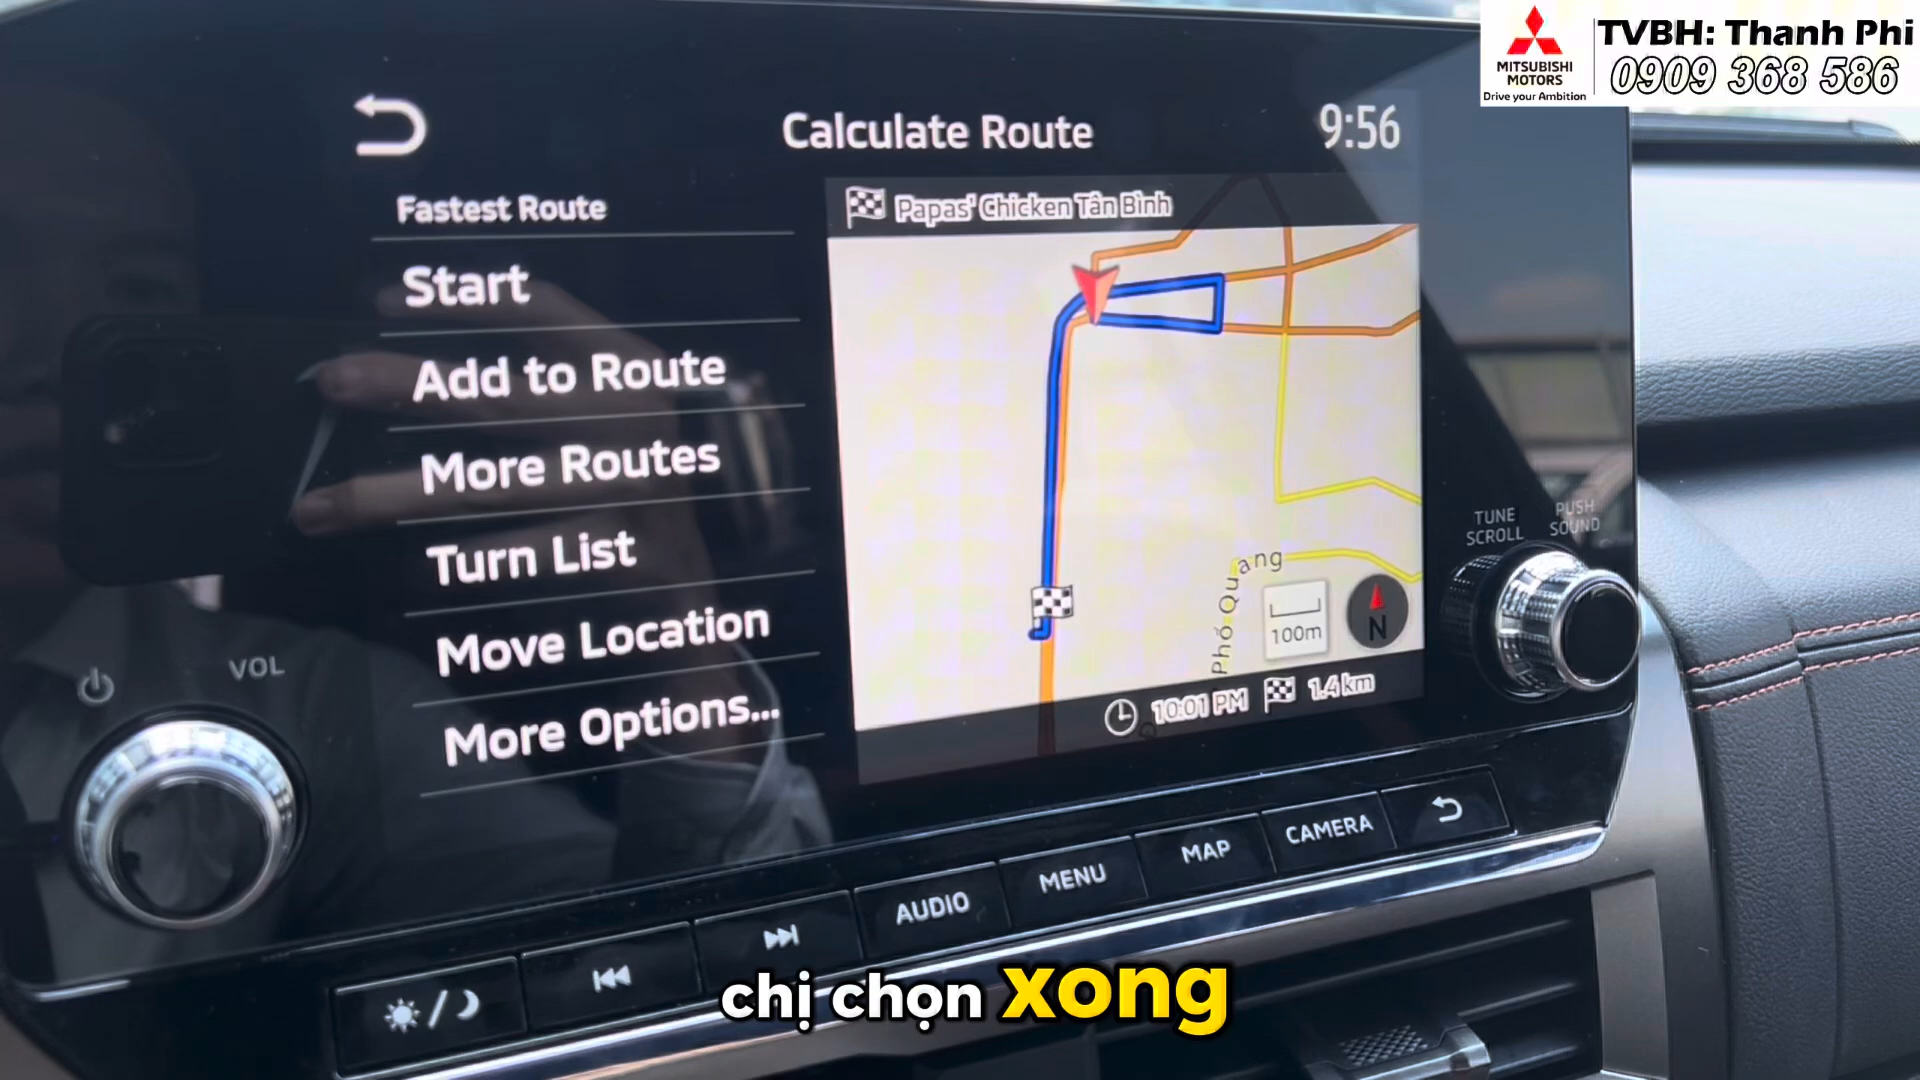 TVBH: Thanh Phi
0909 368 586
MITSUBISHI
MOTORS
Drive your Ambition
Calculate Route
9:56
Fastest Route
Papas' Chicken Tân Bình
Start
Add to Route
More Routes
Turn List
Move Location
More Options...
Phổ Quang
100m
N
10:01 PM
1.4 km
TUNE
SCROLL
PUSH
SOUND
VOL
AUDIO
MENU
MAP
CAMERA
chị chọn xong